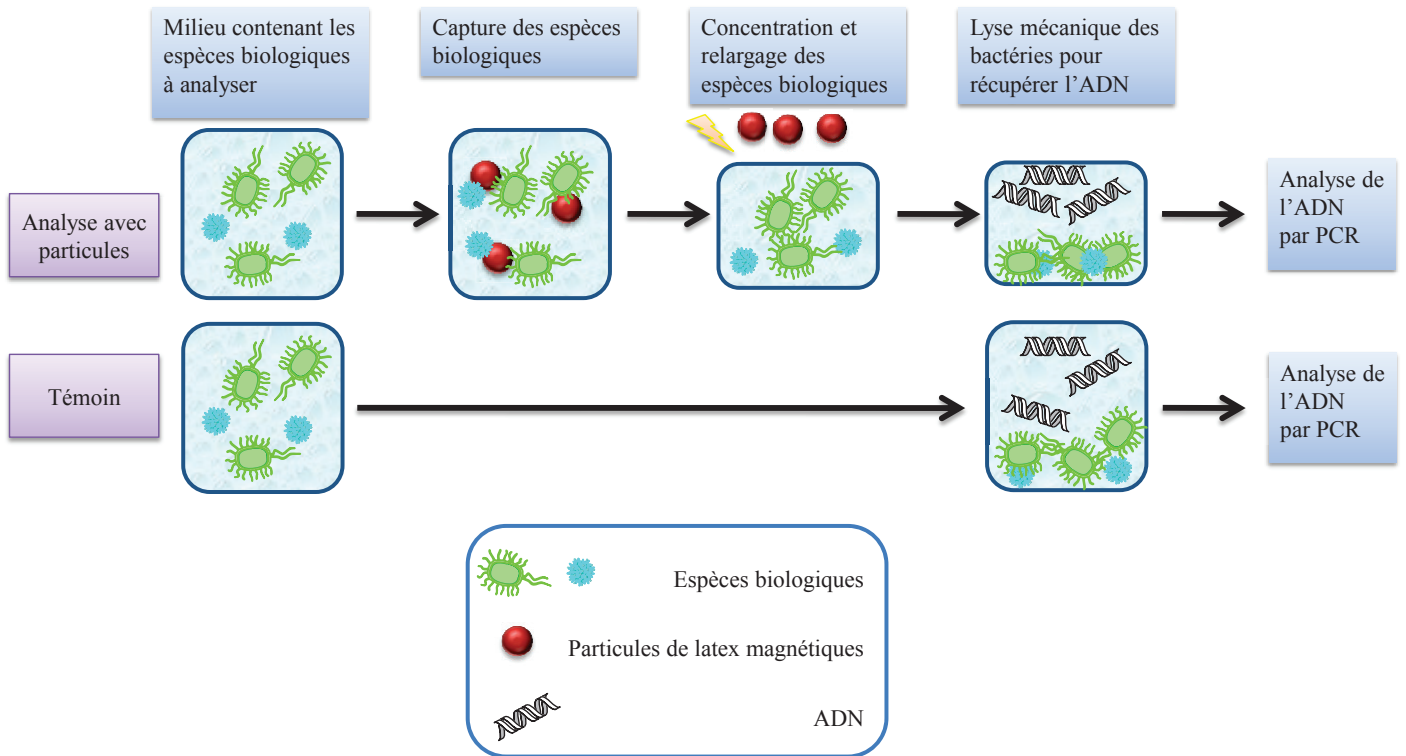 Milieu contenant les
espèces biologiques
à analyser
Capture des espèces
biologiques
Concentration et
relargage des
espèces biologiques
Lyse mécanique des
bactéries pour
récupérer l’ADN
Analyse avec
particules
Analyse de
l’ADN
par PCR
Témoin
Analyse de
l’ADN
par PCR
Espèces biologiques
Particules de latex magnétiques
ADN